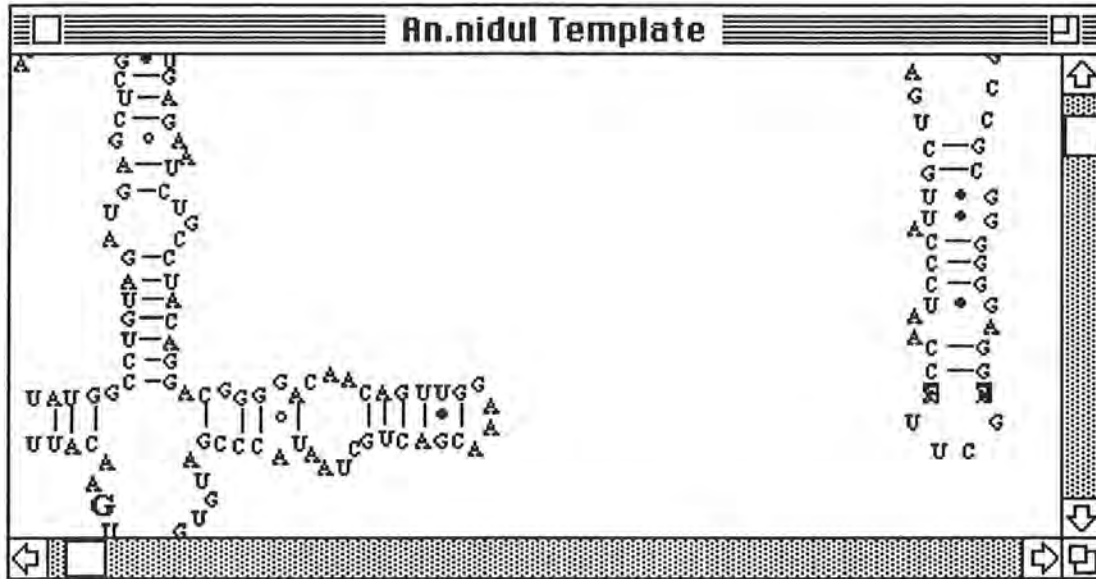 An.nidul Template
A G • U G
C — G A
U — A C
C — G G
U C
G ○ A C — G
A
A — U G — C
G — C U • G
U U U • G
G A
A C C — G
G — C C — G
A — U C — G
U — A U • G
G — C A A
U — A A C — G
C — G C — G
C — G
U A U G G A C G G G G A C A A C A G U U G G
○ • A U G
U U A C G C C C A U A A U C G U C A G C A A
A A U C
A U
G G
U U
G